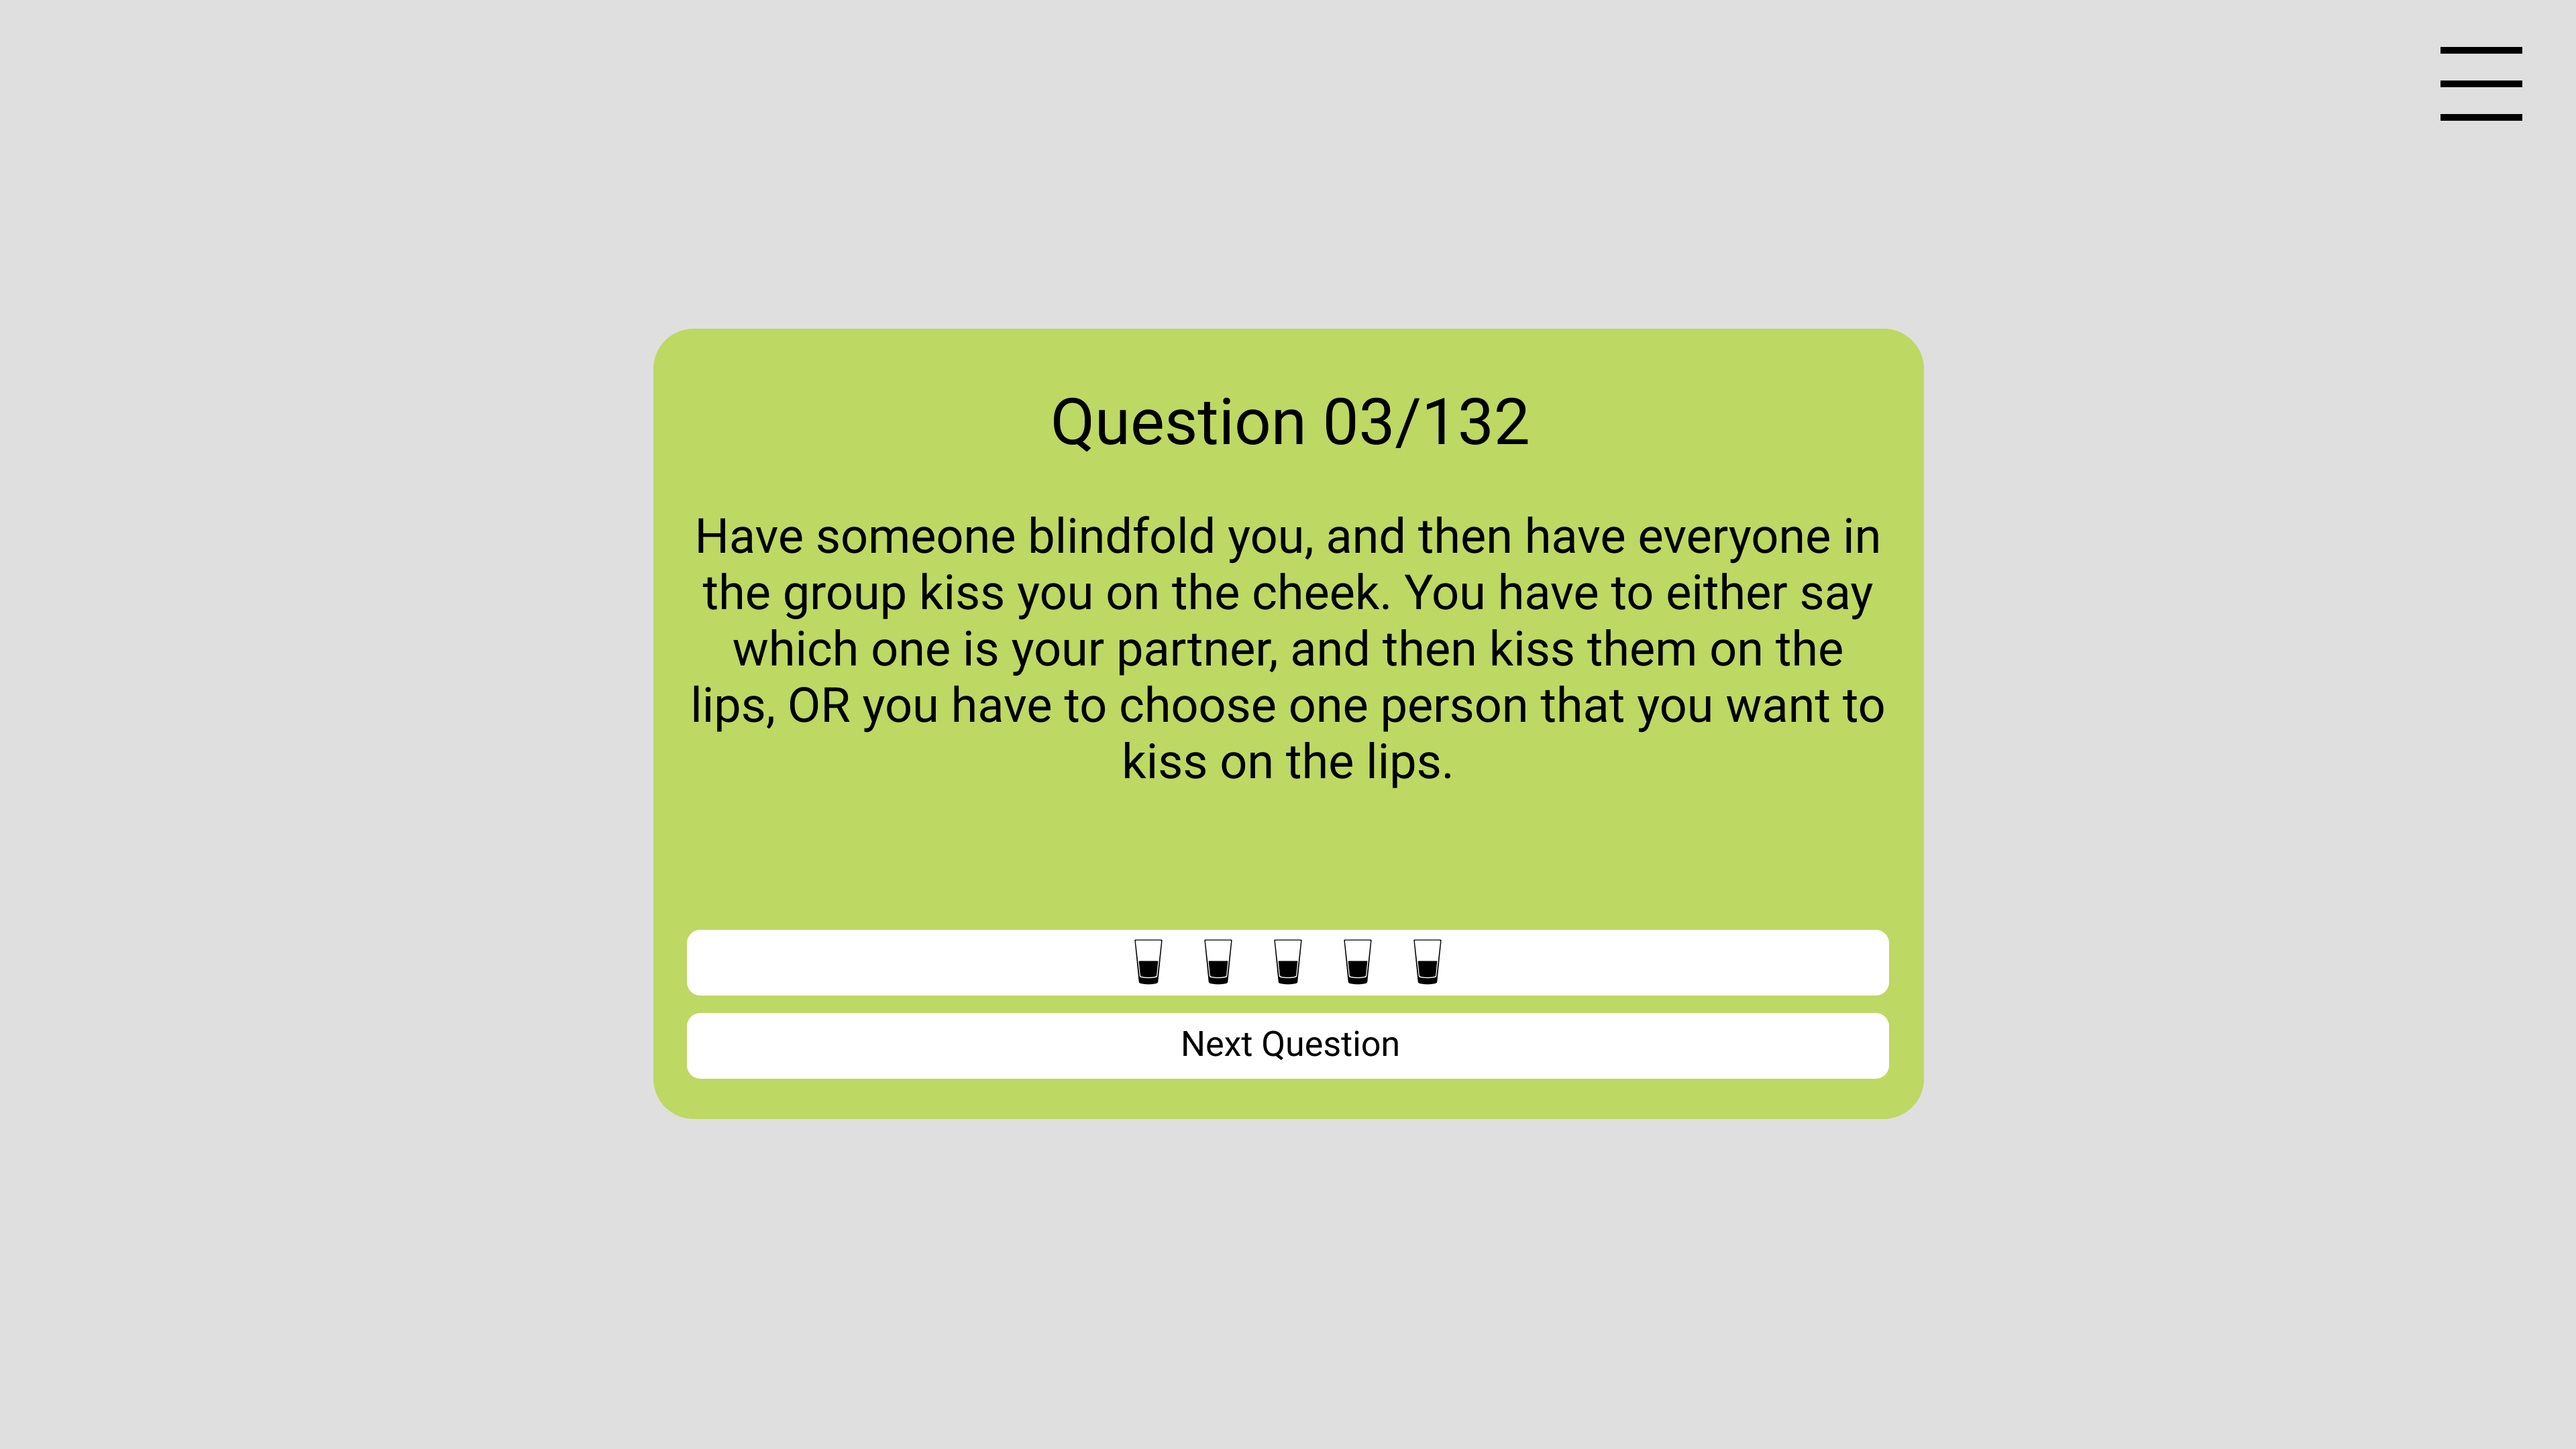 Question 03/132
Have someone blindfold you, and then have everyone in
the group kiss you on the cheek. You have to either say
which one is your partner, and then kiss them on the
lips, OR you have to choose one person that you want to
kiss on the lips.
Next Question